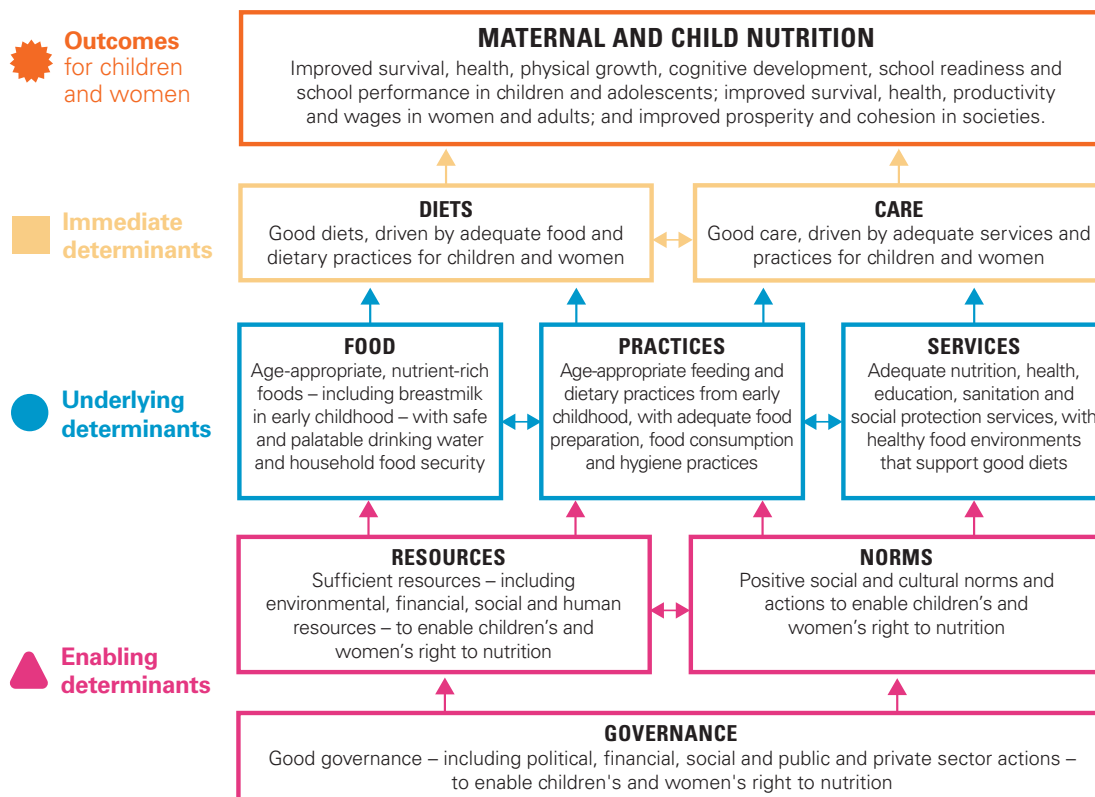 Outcomes
for children
and women
MATERNAL AND CHILD NUTRITION
Improved survival, health, physical growth, cognitive development, school readiness and
school performance in children and adolescents; improved survival, health, productivity
and wages in women and adults; and improved prosperity and cohesion in societies.
Immediate
determinants
DIETS
Good diets, driven by adequate food and
dietary practices for children and women
CARE
Good care, driven by adequate services and
practices for children and women
Underlying
determinants
FOOD
Age-appropriate, nutrient-rich
foods – including breastmilk
in early childhood – with safe
and palatable drinking water
and household food security
PRACTICES
Age-appropriate feeding and
dietary practices from early
childhood, with adequate food
preparation, food consumption
and hygiene practices
SERVICES
Adequate nutrition, health,
education, sanitation and
social protection services, with
healthy food environments
that support good diets
Enabling
determinants
RESOURCES
Sufficient resources – including
environmental, financial, social and human
resources – to enable children’s and
women’s right to nutrition
NORMS
Positive social and cultural norms and
actions to enable children’s and
women’s right to nutrition
GOVERNANCE
Good governance – including political, financial, social and public and private sector actions –
to enable children's and women's right to nutrition